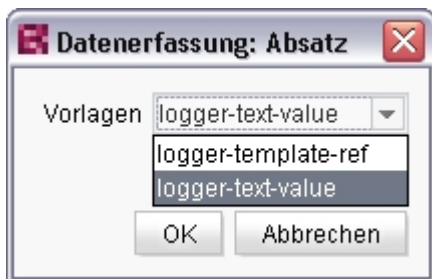 Datenerfassung: Absatz
Vorlagen logger-text-value
logger-template-ref
logger-text-value
OK Abbrechen